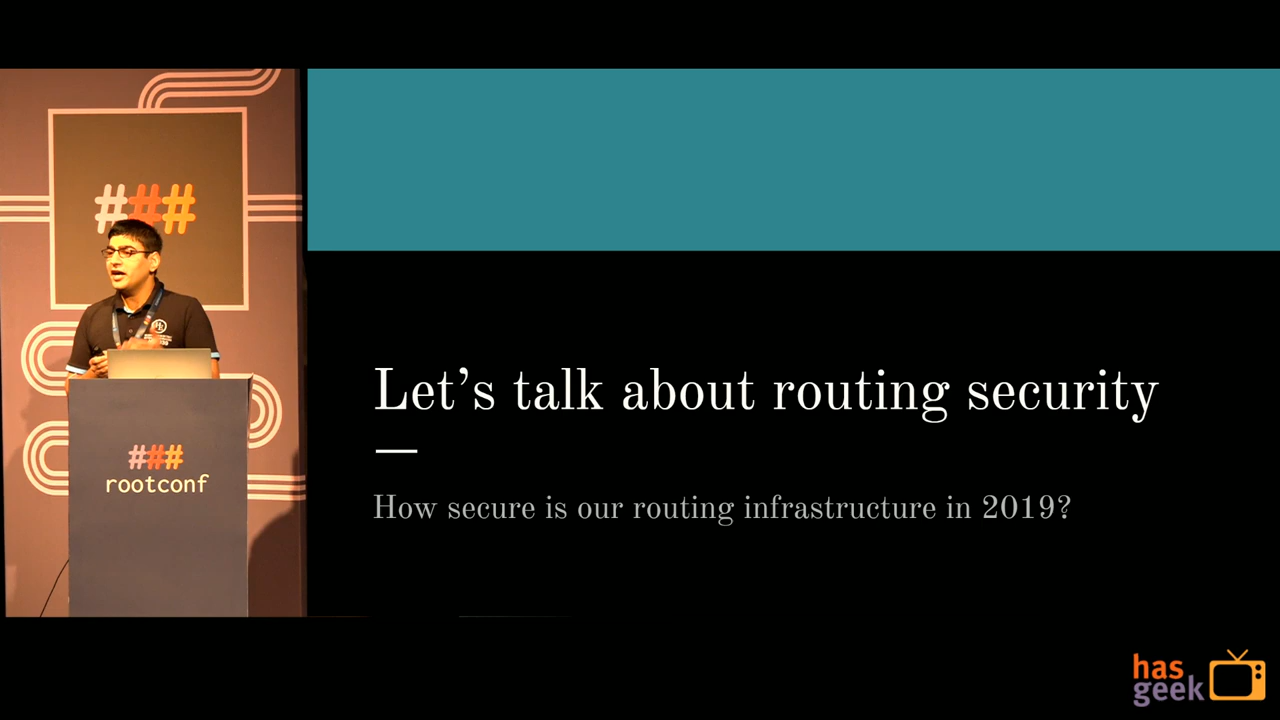 ###
###
rootconf
Let's talk about routing security
How secure is our routing infrastructure in 2019?
has
geek